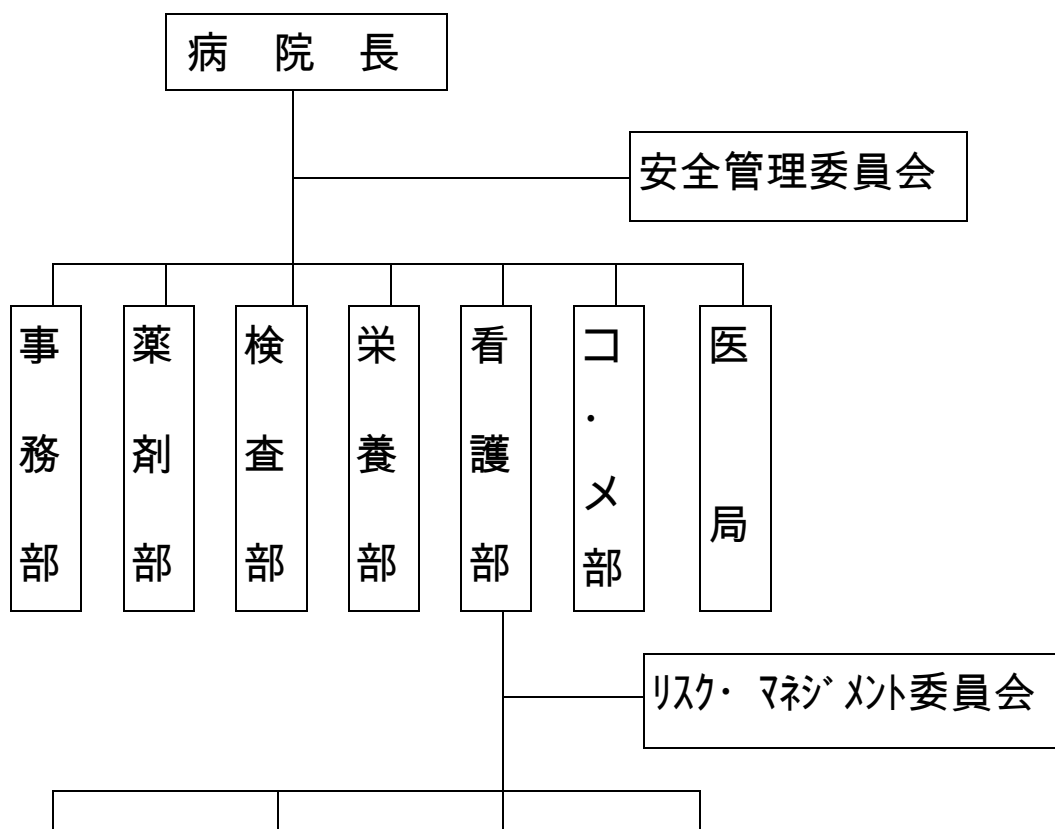 病 院 長
安全管理委員会
事務部
薬剤部
検査部
栄養部
看護部
コ・メ部
医局
ﾘｽｸ・ ﾏﾈｼﾞﾒﾝﾄ委員会